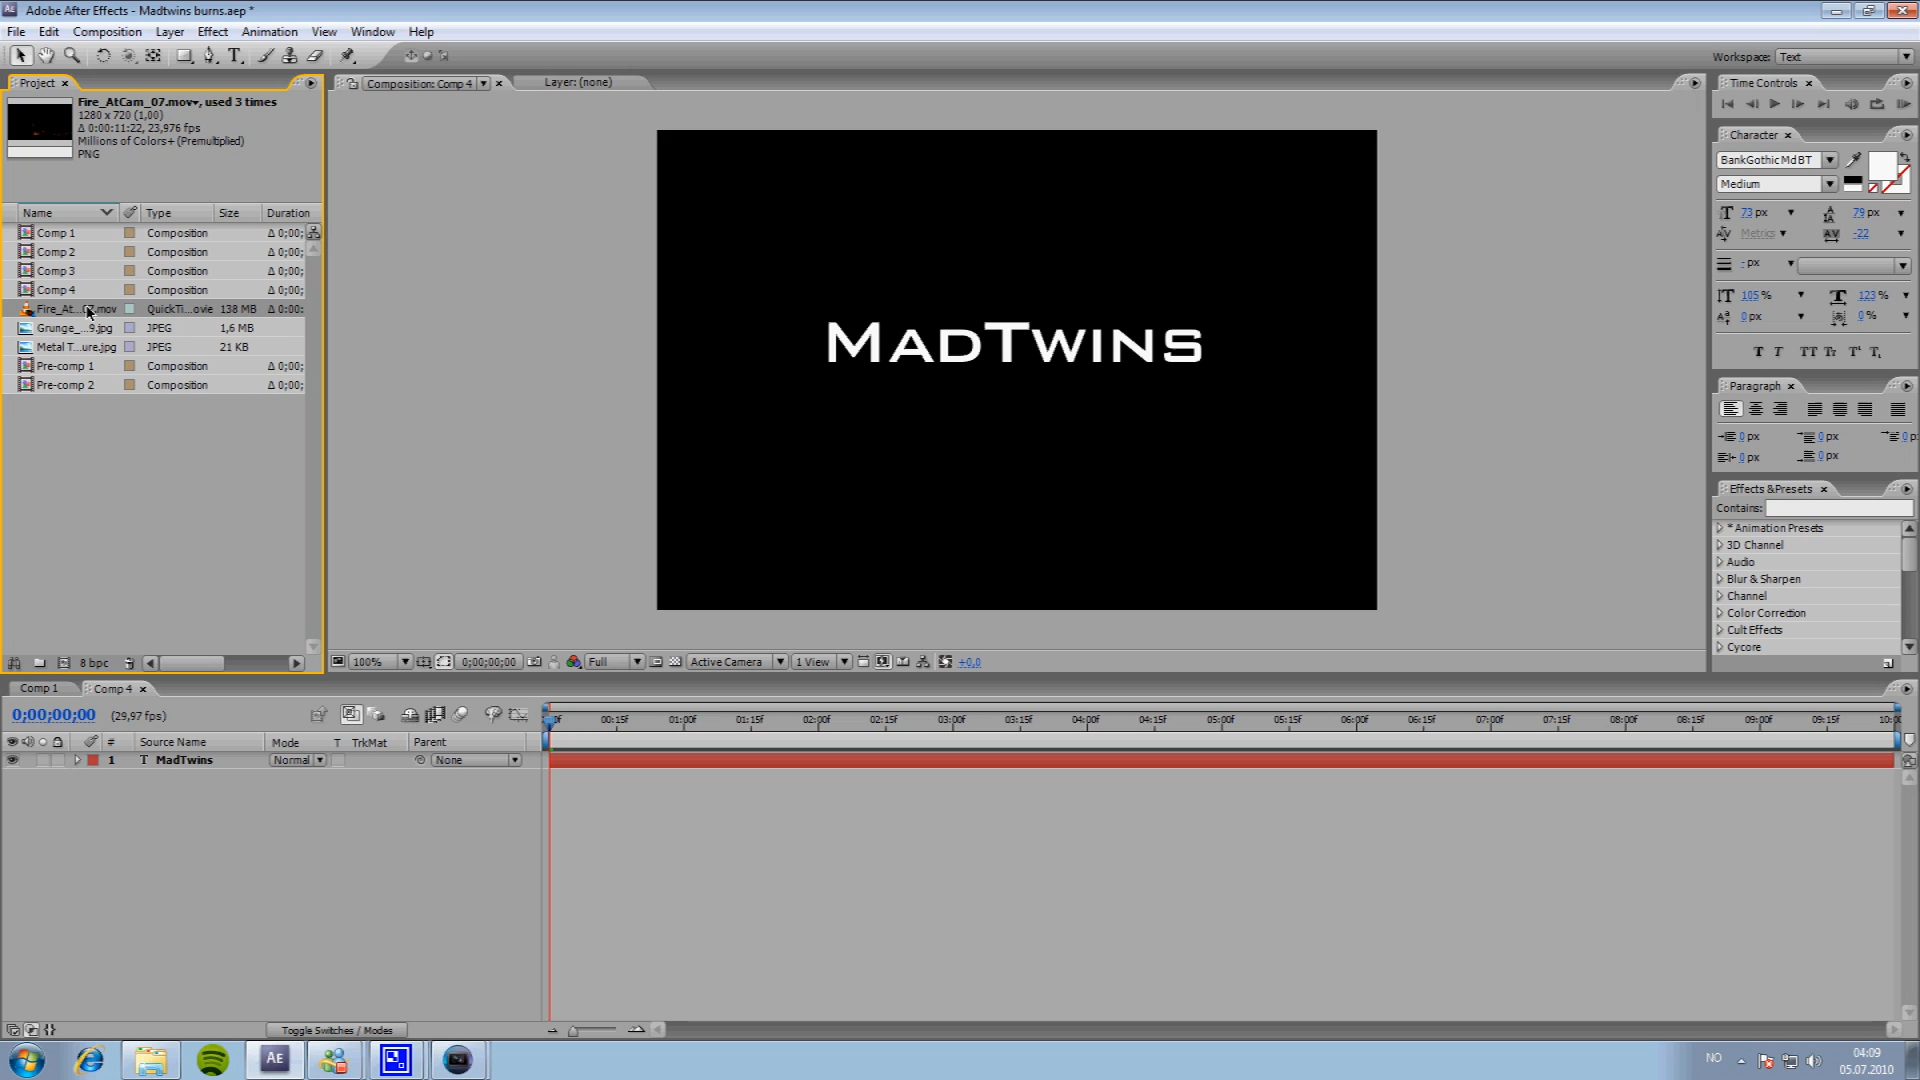 Adobe After Effects - Madtwins burns.aep *
File Edit Composition Layer Effect Animation View Window Help
Workspace: Text
Project
Composition: Comp 4
Layer: (none)
Time Controls
Fire_AtCam_07.mov, used 3 times
1280 x 720 (1,00)
Δ 0:00:11:22, 23,976 fps
Millions of Colors+ (Premultiplied)
PNG
Name Type Size Duration
Comp 1 Composition Δ 0;00;
Comp 2 Composition Δ 0;00;
Comp 3 Composition Δ 0;00;
Comp 4 Composition Δ 0;00;
Fire_At...07.mov QuickTi...ovie 138 MB Δ 0:00:
Grunge_...9.jpg JPEG 1,6 MB
Metal T...ure.jpg JPEG 21 KB
Pre-comp 1 Composition Δ 0;00;
Pre-comp 2 Composition Δ 0;00;
8 bpc
MadTwins
100% 0;00;00;00 Full Active Camera 1 View +0,0
Character
BankGothic Md BT
Medium
73 px 79 px
Metrics -22
- px
105 % 123 %
0 px 0 %
Paragraph
0 px 0 px 0 p
0 px 0 px
Effects & Presets
Contains:
* Animation Presets
3D Channel
Audio
Blur & Sharpen
Channel
Color Correction
Cult Effects
Cycore
Comp 1 Comp 4
0;00;00;00 (29,97 fps)
00:15f 01:00f 01:15f 02:00f 02:15f 03:00f 03:15f 04:00f 04:15f 05:00f 05:15f 06:00f 06:15f 07:00f 07:15f 08:00f 08:15f 09:00f 09:15f 10:0
# Source Name Mode T TrkMat Parent
1 T MadTwins Normal None
Toggle Switches / Modes
AE
NO
04:09
05.07.2010